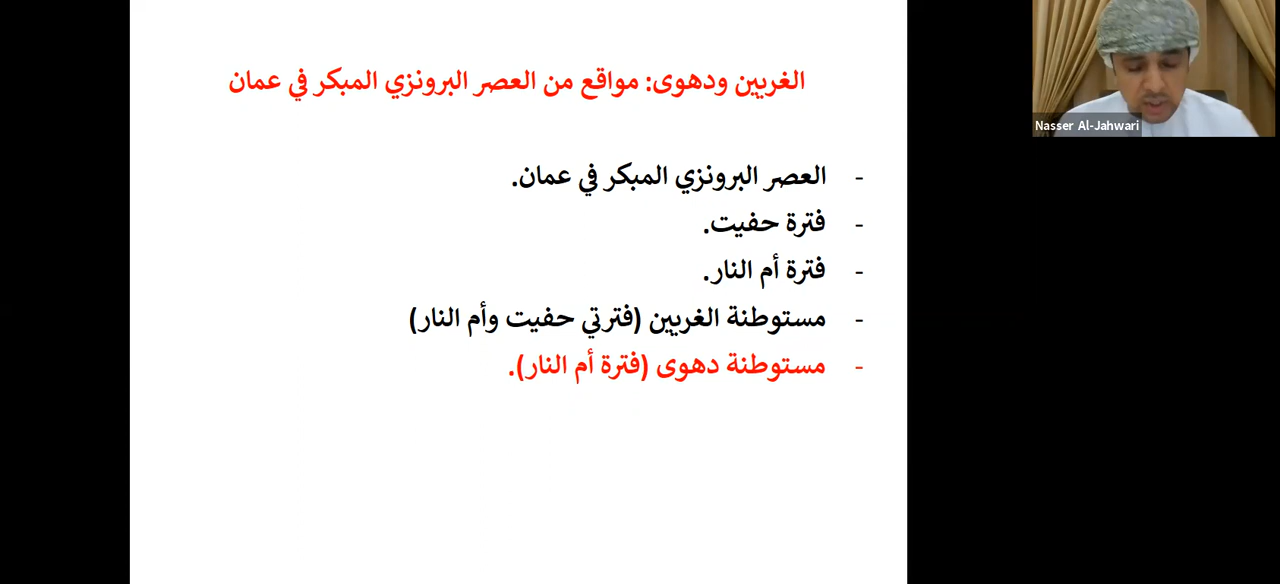 الغريين ودهوى: مواقع من العصر البرونزي المبكر في عمان
- العصر البرونزي المبكر في عمان.
- فترة حفيت.
- فترة أم النار.
- مستوطنة الغريين (فترتي حفيت وأم النار)
- مستوطنة دهوى (فترة أم النار).
Nasser Al-Jahwari